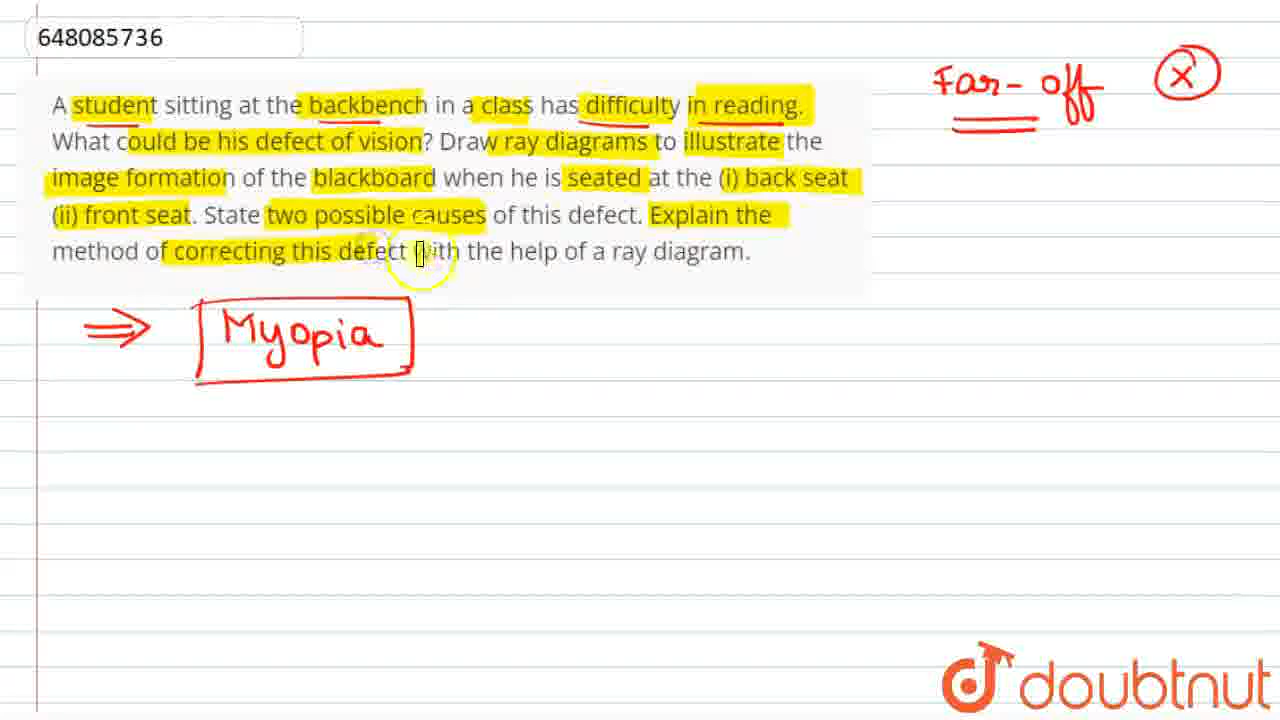 648085736
Far-off X
A student sitting at the backbench in a class has difficulty in reading.
What could be his defect of vision? Draw ray diagrams to illustrate the
image formation of the blackboard when he is seated at the (i) back seat
(ii) front seat. State two possible causes of this defect. Explain the
method of correcting this defect with the help of a ray diagram.
⇒ Myopia
doubtnut